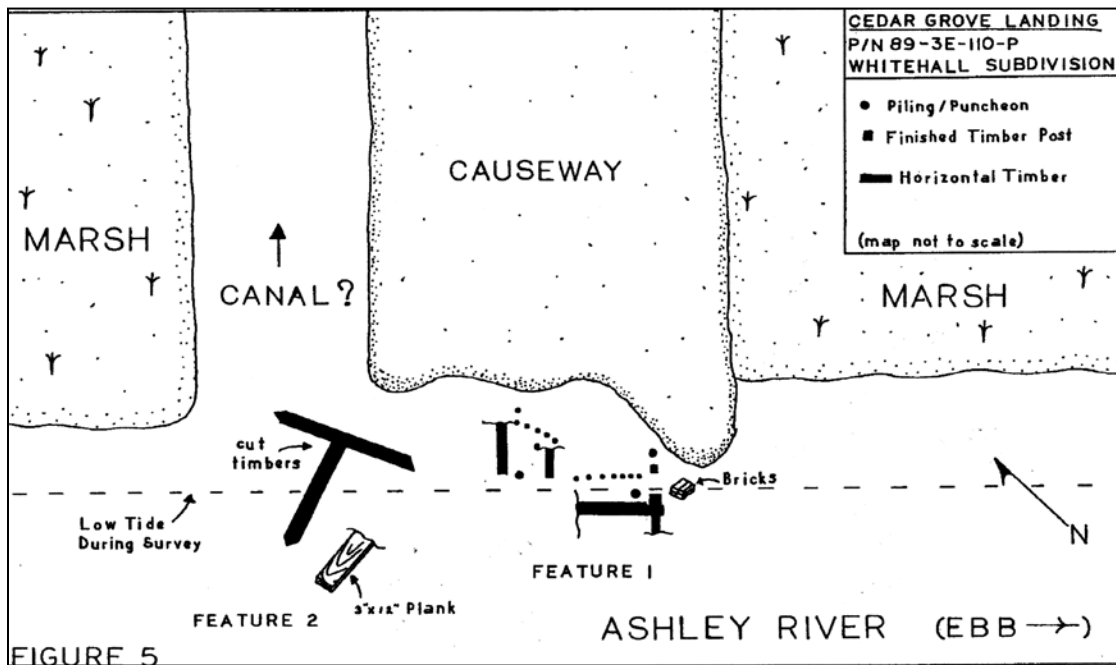 CEDAR GROVE LANDING
P/N 89-3E-110-P
WHITEHALL SUBDIVISION
Piling/Puncheon
Finished Timber Post
Horizontal Timber
(map not to scale)
CAUSEWAY
MARSH
CANAL?
MARSH
cut
timbers
Bricks
Low Tide
During Survey
N
FEATURE 1
3"x12" Plank
FEATURE 2
ASHLEY RIVER (EBB
)
FIGURE 5